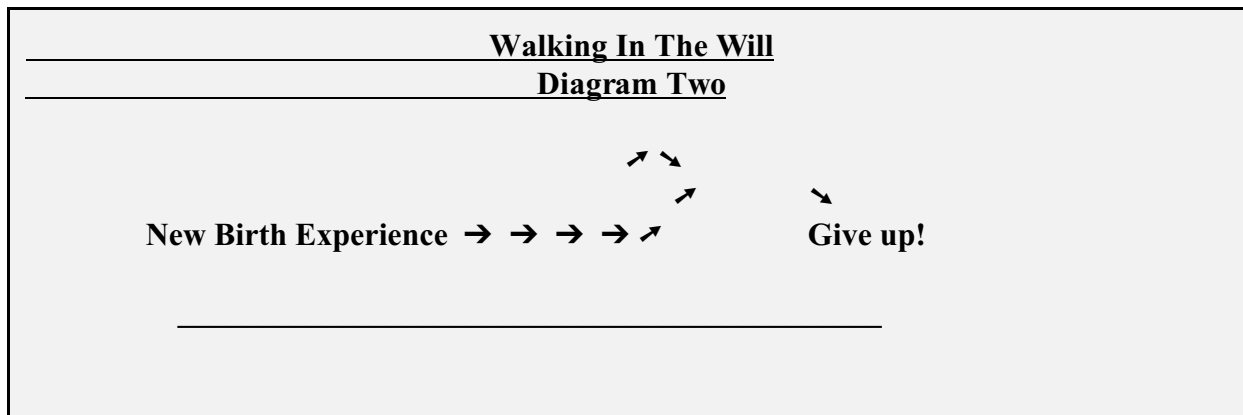 Walking In The Will
Diagram Two
➚ ➘
➚ ➘
New Birth Experience ➔ ➔ ➔ ➔ ➚ Give up!